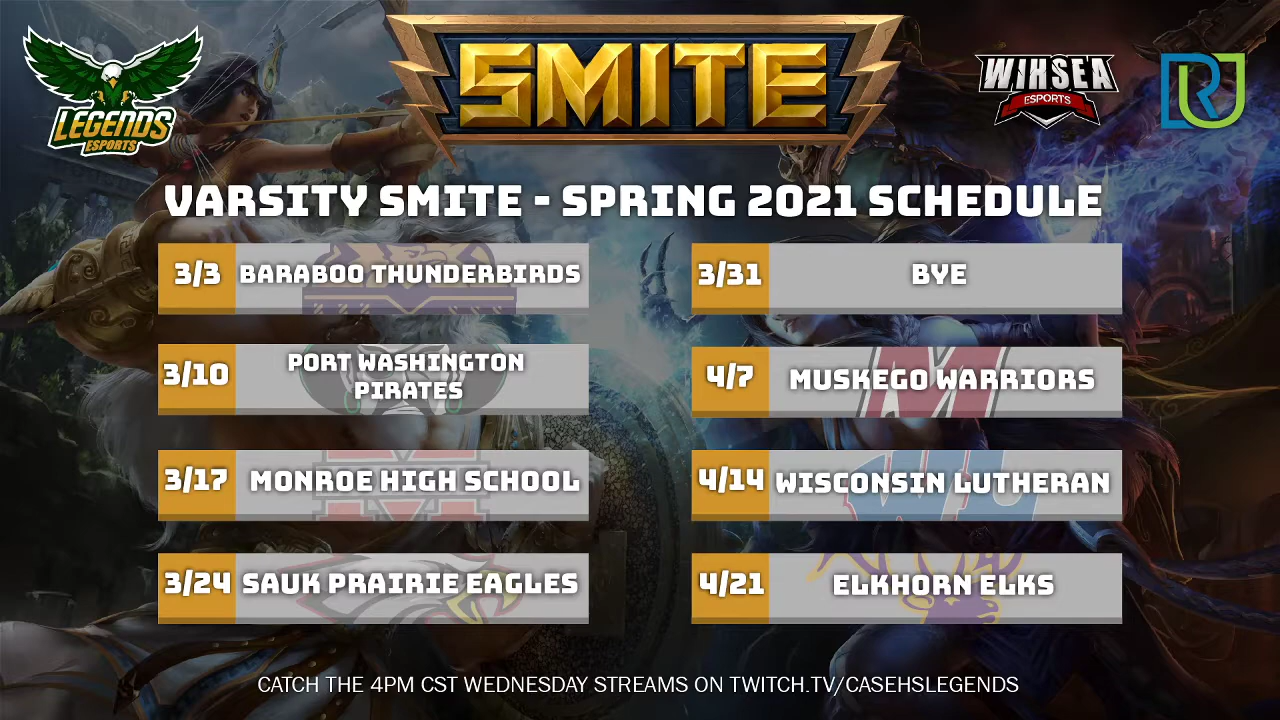 LEGENDS
ESPORTS
SMITE
WIHSEA
ESPORTS
RU
VARSITY SMITE - SPRING 2021 SCHEDULE
3/3 BARABOO THUNDERBIRDS
3/10 PORT WASHINGTON
PIRATES
3/17 MONROE HIGH SCHOOL
3/24 SAUK PRAIRIE EAGLES
3/31 BYE
4/7 MUSKEGO WARRIORS
4/14 WISCONSIN LUTHERAN
4/21 ELKHORN ELKS
CATCH THE 4PM CST WEDNESDAY STREAMS ON TWITCH.TV/CASEHSLEGENDS